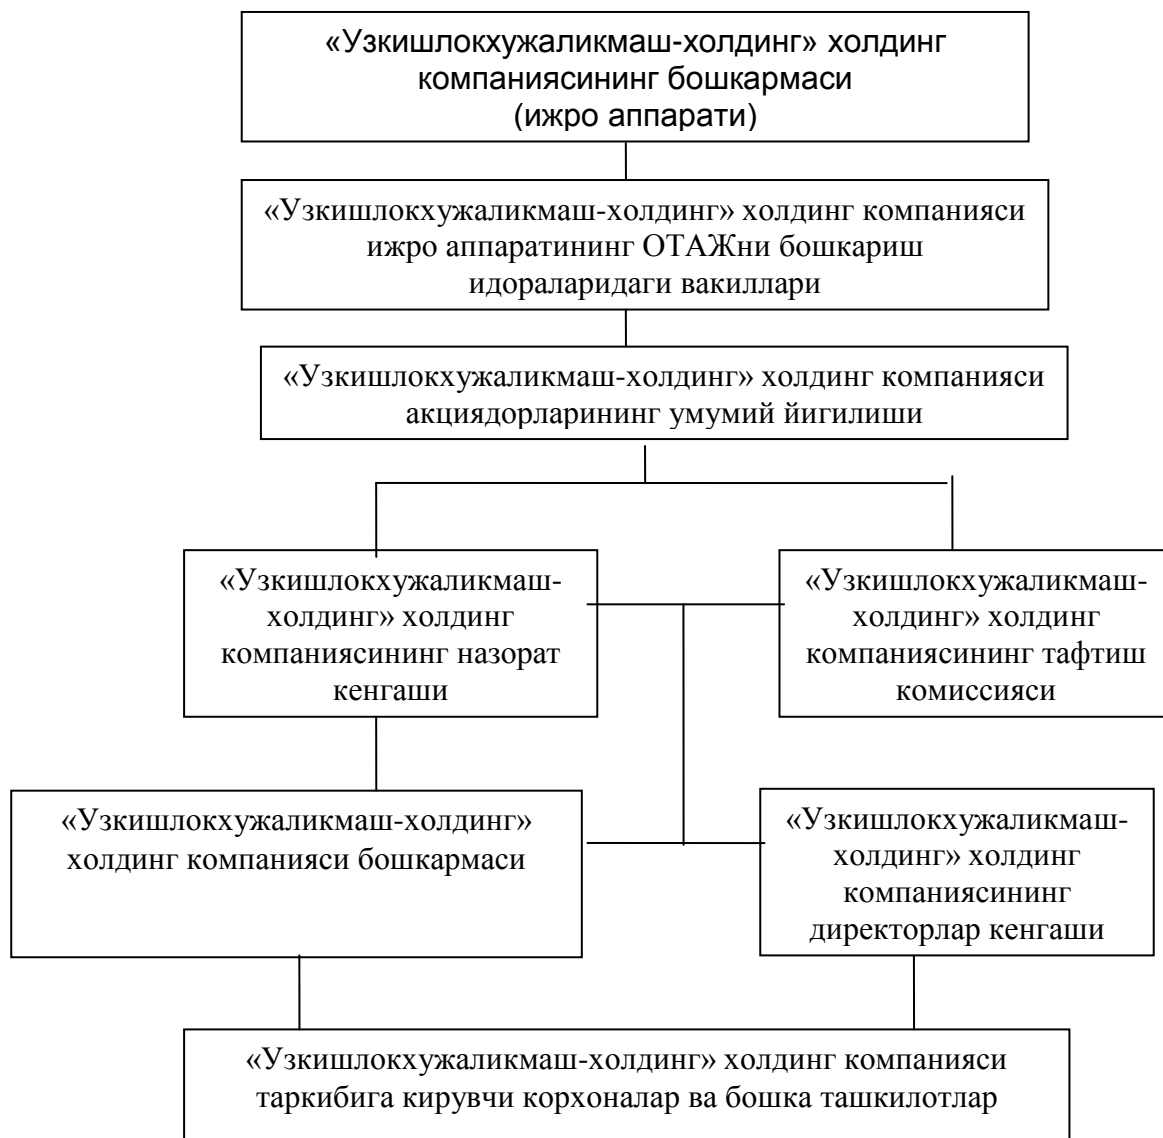 «Узкишлокхужаликмаш-холдинг» холдинг
компаниясининг бошкармаси
(ижро аппарати)
«Узкишлокхужаликмаш-холдинг» холдинг компанияси
ижро аппаратининг ОТАЖни бошкариш
идораларидаги вакиллари
«Узкишлокхужаликмаш-холдинг» холдинг компанияси
акциядорларининг умумий йигилиши
«Узкишлокхужаликмаш-
холдинг» холдинг
компаниясининг назорат
кенгаши
«Узкишлокхужаликмаш-
холдинг» холдинг
компаниясининг тафтиш
комиссияси
«Узкишлокхужаликмаш-холдинг»
холдинг компанияси бошкармаси
«Узкишлокхужаликмаш-
холдинг» холдинг
компаниясининг
директорлар кенгаши
«Узкишлокхужаликмаш-холдинг» холдинг компанияси
таркибига кирувчи корхоналар ва бошка ташкилотлар